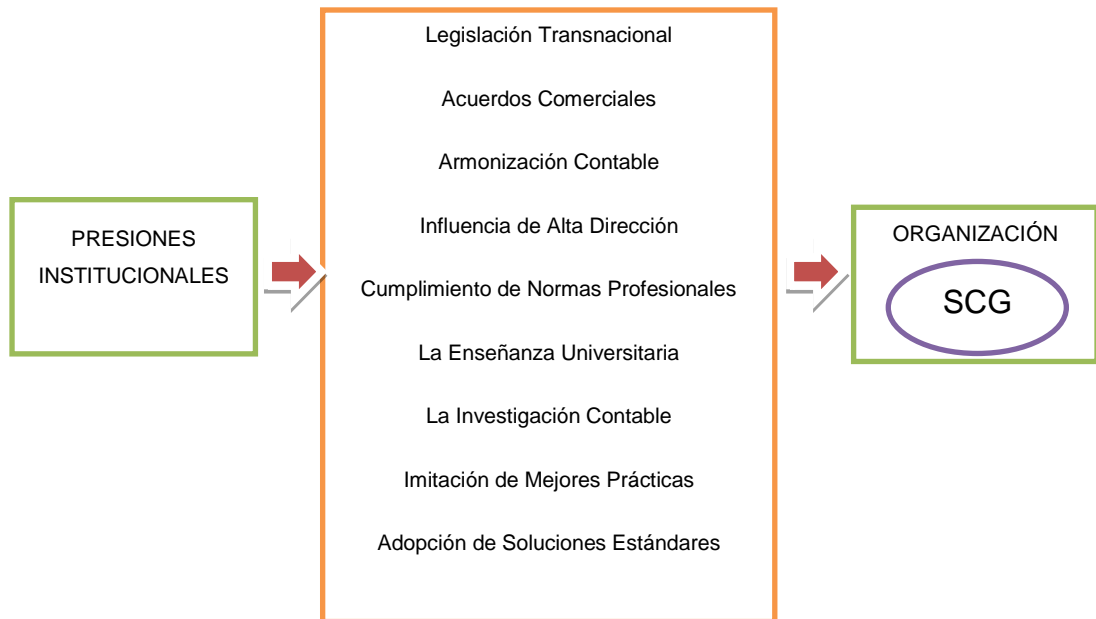 PRESIONES
INSTITUCIONALES
Legislación Transnacional
Acuerdos Comerciales
Armonización Contable
Influencia de Alta Dirección
Cumplimiento de Normas Profesionales
La Enseñanza Universitaria
La Investigación Contable
Imitación de Mejores Prácticas
Adopción de Soluciones Estándares
ORGANIZACIÓN
SCG